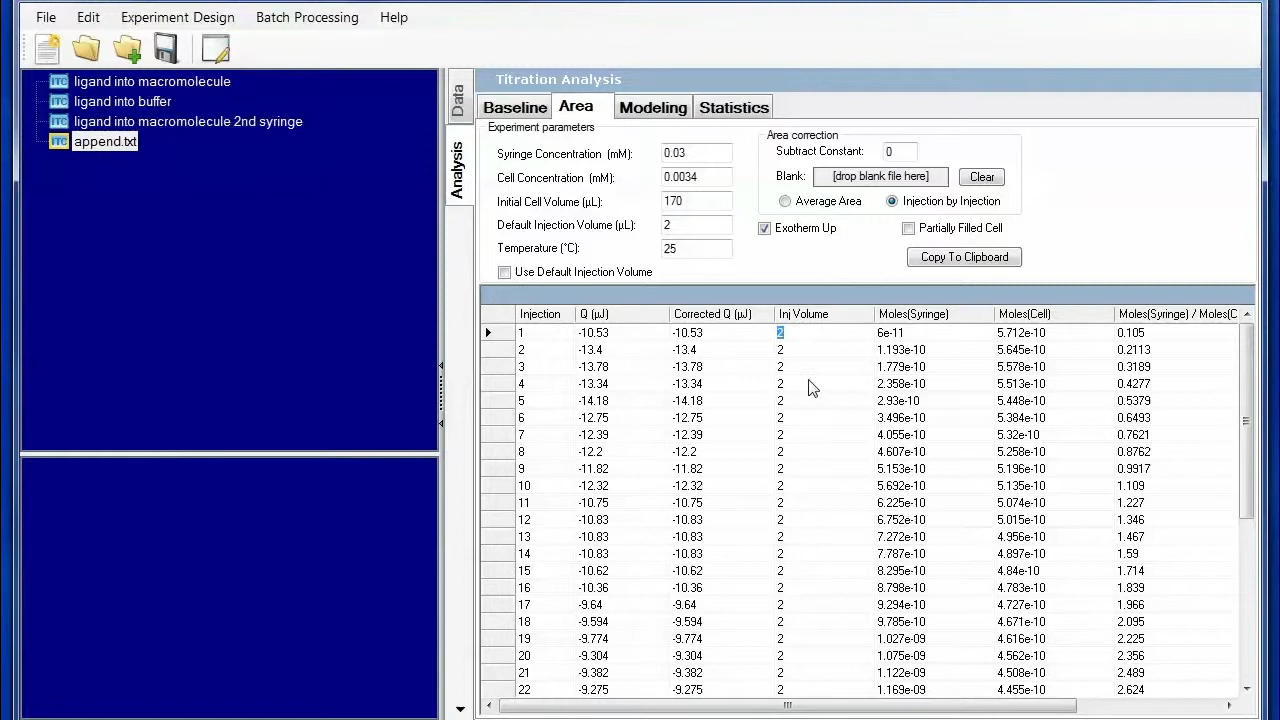 File Edit Experiment Design Batch Processing Help
ITC ligand into macromolecule
ITC ligand into buffer
ITC ligand into macromolecule 2nd syringe
ITC append.txt
Data
Analysis
Titration Analysis
Baseline Area Modeling Statistics
Experiment parameters
Syringe Concentration (mM): 0.03
Cell Concentration (mM): 0.0034
Initial Cell Volume (µL): 170
Default Injection Volume (µL): 2
Temperature (°C): 25
Use Default Injection Volume
Area correction
Subtract Constant: 0
Blank: [drop blank file here] Clear
Average Area Injection by Injection
Exotherm Up Partially Filled Cell
Copy To Clipboard
Injection Q (µJ) Corrected Q (µJ) Inj Volume Moles(Syringe) Moles(Cell) Moles(Syringe) / Moles(C
1 -10.53 -10.53 2 6e-11 5.712e-10 0.105
2 -13.4 -13.4 2 1.193e-10 5.645e-10 0.2113
3 -13.78 -13.78 2 1.779e-10 5.578e-10 0.3189
4 -13.34 -13.34 2 2.358e-10 5.513e-10 0.4277
5 -14.18 -14.18 2 2.93e-10 5.448e-10 0.5379
6 -12.75 -12.75 2 3.496e-10 5.384e-10 0.6493
7 -12.39 -12.39 2 4.055e-10 5.32e-10 0.7621
8 -12.2 -12.2 2 4.607e-10 5.258e-10 0.8762
9 -11.82 -11.82 2 5.153e-10 5.196e-10 0.9917
10 -12.32 -12.32 2 5.692e-10 5.135e-10 1.109
11 -10.75 -10.75 2 6.225e-10 5.074e-10 1.227
12 -10.83 -10.83 2 6.752e-10 5.015e-10 1.346
13 -10.83 -10.83 2 7.272e-10 4.956e-10 1.467
14 -10.83 -10.83 2 7.787e-10 4.897e-10 1.59
15 -10.62 -10.62 2 8.295e-10 4.84e-10 1.714
16 -10.36 -10.36 2 8.798e-10 4.783e-10 1.839
17 -9.64 -9.64 2 9.294e-10 4.727e-10 1.966
18 -9.594 -9.594 2 9.785e-10 4.671e-10 2.095
19 -9.774 -9.774 2 1.027e-09 4.616e-10 2.225
20 -9.304 -9.304 2 1.075e-09 4.562e-10 2.356
21 -9.382 -9.382 2 1.122e-09 4.508e-10 2.489
22 -9.275 -9.275 2 1.169e-09 4.455e-10 2.624